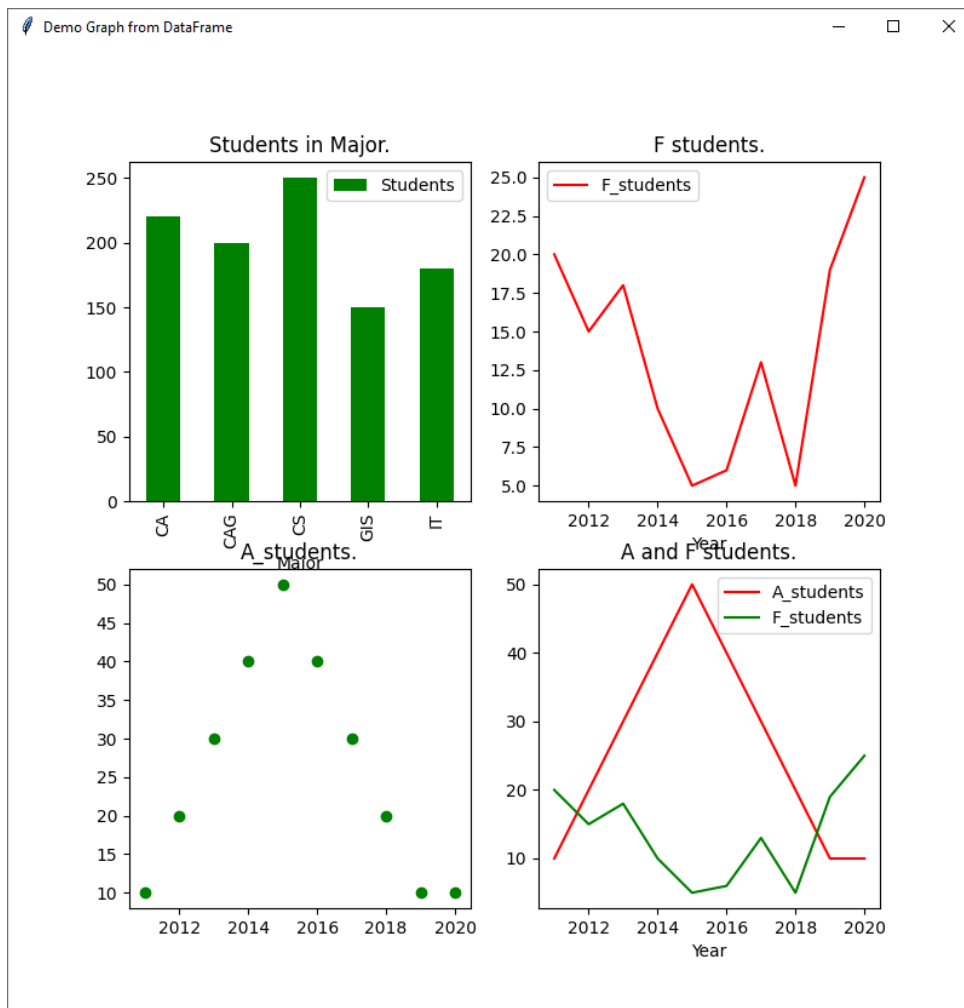 Demo Graph from DataFrame
Students in Major.
250
200
150
100
50
0
Students
CA
CAG
CS
GIS
IT
Major
F students.
25.0
22.5
20.0
17.5
15.0
12.5
10.0
7.5
5.0
F_students
2012 2014 2016 2018 2020
Year
A_students.
50
45
40
35
30
25
20
15
10
2012 2014 2016 2018 2020
A and F students.
50
40
30
20
10
A_students
F_students
2012 2014 2016 2018 2020
Year